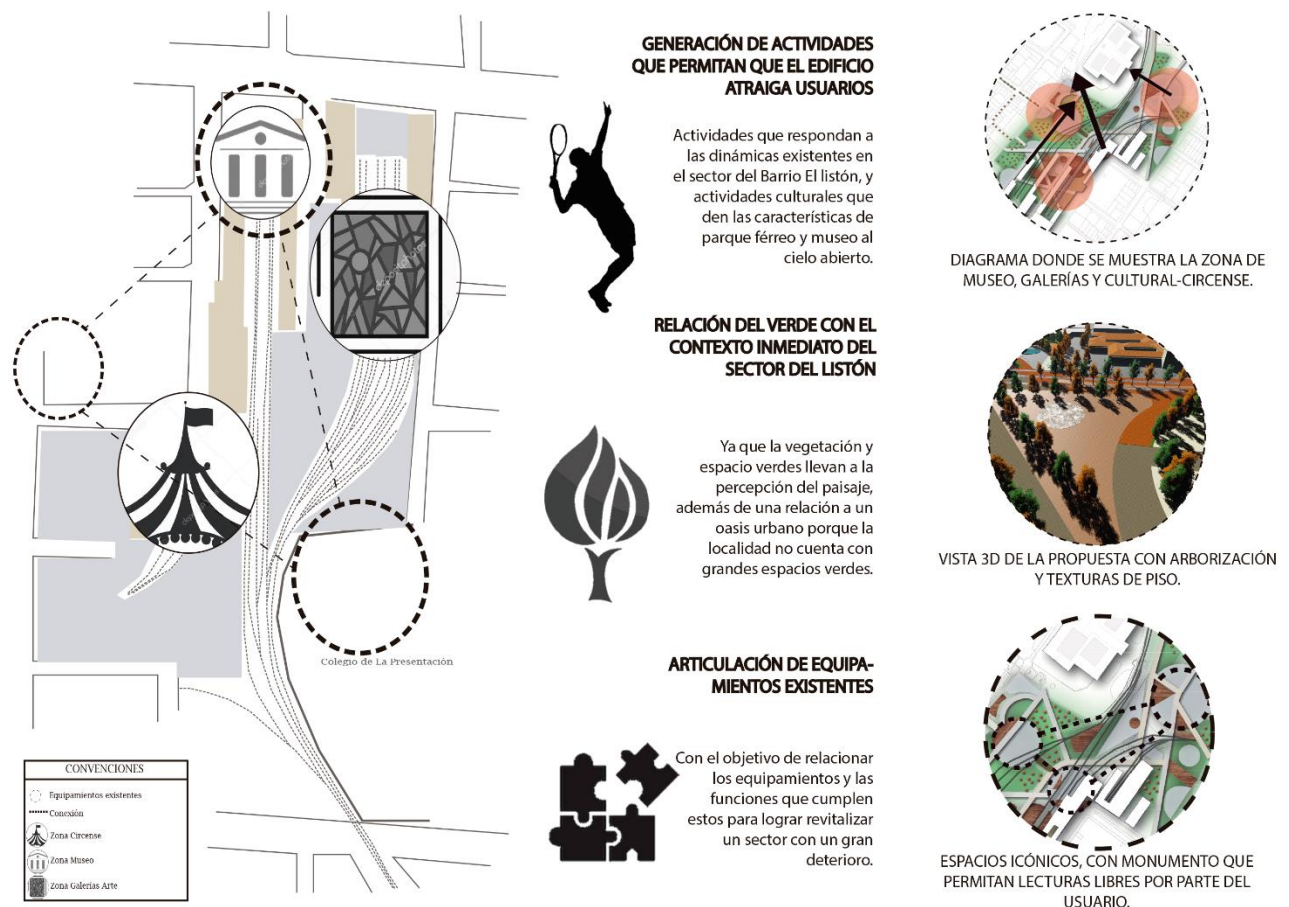 GENERACIÓN DE ACTIVIDADES
QUE PERMITAN QUE EL EDIFICIO
ATRAIGA USUARIOS
Actividades que respondan a
las dinámicas existentes en
el sector del Barrio El listón, y
actividades culturales que
den las características de
parque férreo y museo al
cielo abierto.
RELACIÓN DEL VERDE CON EL
CONTEXTO INMEDIATO DEL
SECTOR DEL LISTÓN
Ya que la vegetación y
espacio verdes llevan a la
percepción del paisaje,
además de una relación a un
oasis urbano porque la
localidad no cuenta con
grandes espacios verdes.
ARTICULACIÓN DE EQUIPA-
MIENTOS EXISTENTES
Con el objetivo de relacionar
los equipamientos y las
funciones que cumplen
estos para lograr revitalizar
un sector con un gran
deterioro.
DIAGRAMA DONDE SE MUESTRA LA ZONA DE
MUSEO, GALERÍAS Y CULTURAL-CIRCENSE.
VISTA 3D DE LA PROPUESTA CON ARBORIZACIÓN
Y TEXTURAS DE PISO.
ESPACIOS ICÓNICOS, CON MONUMENTO QUE
PERMITAN LECTURAS LIBRES POR PARTE DEL
USUARIO.
Colegio de La Presentación
CONVENCIONES
Equipamientos existentes
Conexión
Zona Circense
Zona Museo
Zona Galerías Arte